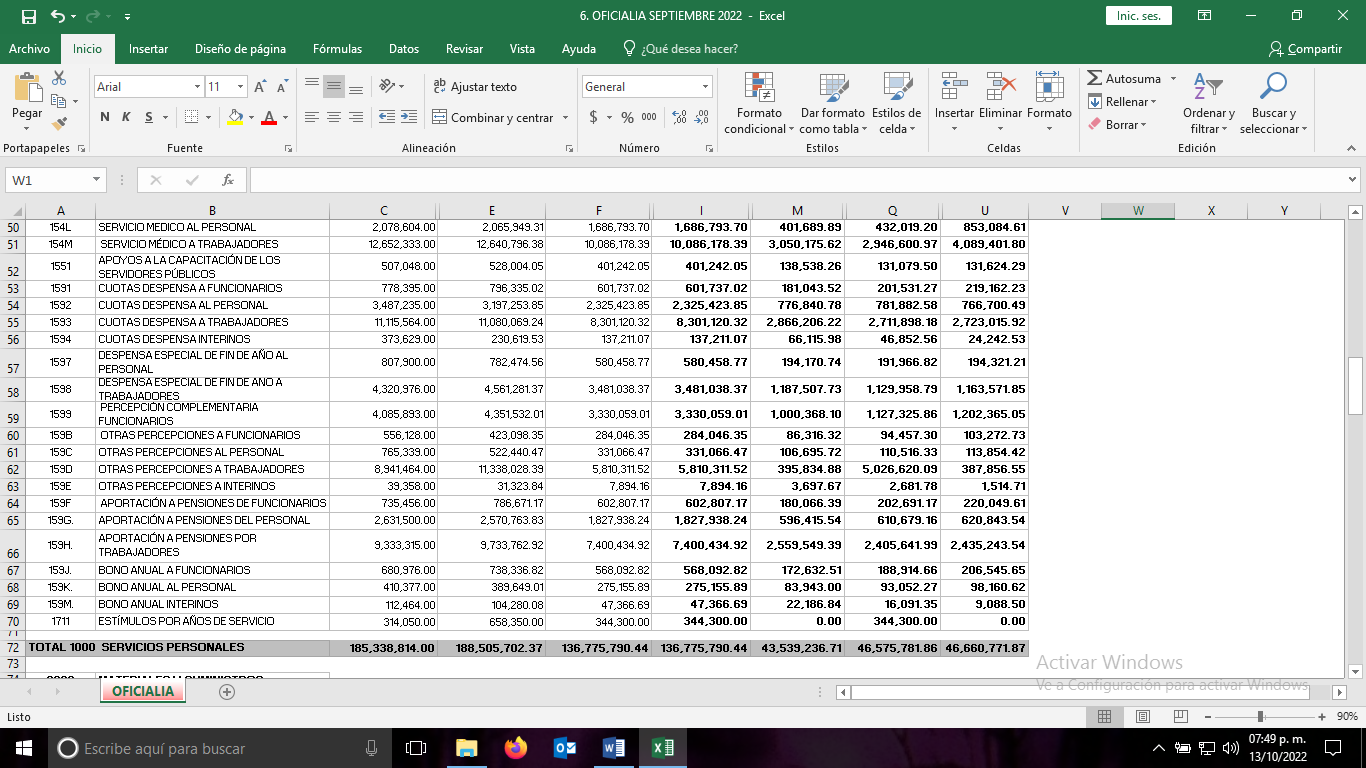 6. OFICIALIA SEPTIEMBRE 2022 - Excel
Inic. ses.
Archivo Inicio Insertar Diseño de página Fórmulas Datos Revisar Vista Ayuda ¿Qué desea hacer? Compartir
Pegar
Arial 11
Ajustar texto
General
Formato condicional
Dar formato como tabla
Estilos de celda
Insertar Eliminar Formato
Autosuma
Rellenar
Borrar
Ordenar y filtrar
Buscar y seleccionar
N K S
Combinar y centrar
$ % 000
Portapapeles Fuente Alineación Número Estilos Celdas Edición
W1 fx
A B C E F I M Q U V W X Y
50 154L SERVICIO MEDICO AL PERSONAL 2,078,604.00 2,065,949.31 1,686,793.70 1,686,793.70 401,689.89 432,019.20 853,084.61
51 154M SERVICIO MÉDICO A TRABAJADORES 12,652,333.00 12,640,796.38 10,086,178.39 10,086,178.39 3,050,175.62 2,946,600.97 4,089,401.80
52 1551 APOYOS A LA CAPACITACIÓN DE LOS SERVIDORES PÚBLICOS 507,048.00 528,004.05 401,242.05 401,242.05 138,538.26 131,079.50 131,624.29
53 1591 CUOTAS DESPENSA A FUNCIONARIOS 778,395.00 796,335.02 601,737.02 601,737.02 181,043.52 201,531.27 219,162.23
54 1592 CUOTAS DESPENSA AL PERSONAL 3,487,235.00 3,197,253.85 2,325,423.85 2,325,423.85 776,840.78 781,882.58 766,700.49
55 1593 CUOTAS DESPENSA A TRABAJADORES 11,115,564.00 11,080,069.24 8,301,120.32 8,301,120.32 2,866,206.22 2,711,898.18 2,723,015.92
56 1594 CUOTAS DESPENSA INTERINOS 373,629.00 230,619.53 137,211.07 137,211.07 66,115.98 46,852.56 24,242.53
57 1597 DESPENSA ESPECIAL DE FIN DE AÑO AL PERSONAL 807,900.00 782,474.56 580,458.77 580,458.77 194,170.74 191,966.82 194,321.21
58 1598 DESPENSA ESPECIAL DE FIN DE AÑO A TRABAJADORES 4,320,976.00 4,561,281.37 3,481,038.37 3,481,038.37 1,187,507.73 1,129,958.79 1,163,571.85
59 1599 PERCEPCIÓN COMPLEMENTARIA FUNCIONARIOS 4,085,893.00 4,351,532.01 3,330,059.01 3,330,059.01 1,000,368.10 1,127,325.86 1,202,365.05
60 159B OTRAS PERCEPCIONES A FUNCIONARIOS 556,128.00 423,098.35 284,046.35 284,046.35 86,316.32 94,457.30 103,272.73
61 159C OTRAS PERCEPCIONES AL PERSONAL 765,339.00 522,440.47 331,066.47 331,066.47 106,695.72 110,516.33 113,854.42
62 159D OTRAS PERCEPCIONES A TRABAJADORES 8,941,464.00 11,338,028.39 5,810,311.52 5,810,311.52 395,834.88 5,026,620.09 387,856.55
63 159E OTRAS PERCEPCIONES A INTERINOS 39,358.00 31,323.84 7,894.16 7,894.16 3,697.67 2,681.78 1,514.71
64 159F APORTACIÓN A PENSIONES DE FUNCIONARIOS 735,456.00 786,671.17 602,807.17 602,807.17 180,066.39 202,691.17 220,049.61
65 159G. APORTACIÓN A PENSIONES DEL PERSONAL 2,631,500.00 2,570,763.83 1,827,938.24 1,827,938.24 596,415.54 610,679.16 620,843.54
66 159H. APORTACIÓN A PENSIONES POR TRABAJADORES 9,333,315.00 9,733,762.92 7,400,434.92 7,400,434.92 2,559,549.39 2,405,641.99 2,435,243.54
67 159J. BONO ANUAL A FUNCIONARIOS 680,976.00 738,336.82 568,092.82 568,092.82 172,632.51 188,914.66 206,545.65
68 159K. BONO ANUAL AL PERSONAL 410,377.00 389,649.01 275,155.89 275,155.89 83,943.00 93,052.27 98,160.62
69 159M. BONO ANUAL INTERINOS 112,464.00 104,280.08 47,366.69 47,366.69 22,186.84 16,091.35 9,088.50
70 1711 ESTÍMULOS POR AÑOS DE SERVICIO 314,050.00 658,350.00 344,300.00 344,300.00 0.00 344,300.00 0.00
71
72 TOTAL 1000 SERVICIOS PERSONALES 185,338,814.00 188,505,702.37 136,775,790.44 136,775,790.44 43,539,236.71 46,575,781.86 46,660,771.87
73
Activar Windows
Ve a Configuración para activar Windows.
OFICIALIA
Listo 90%
Escribe aquí para buscar
07:49 p. m.
13/10/2022